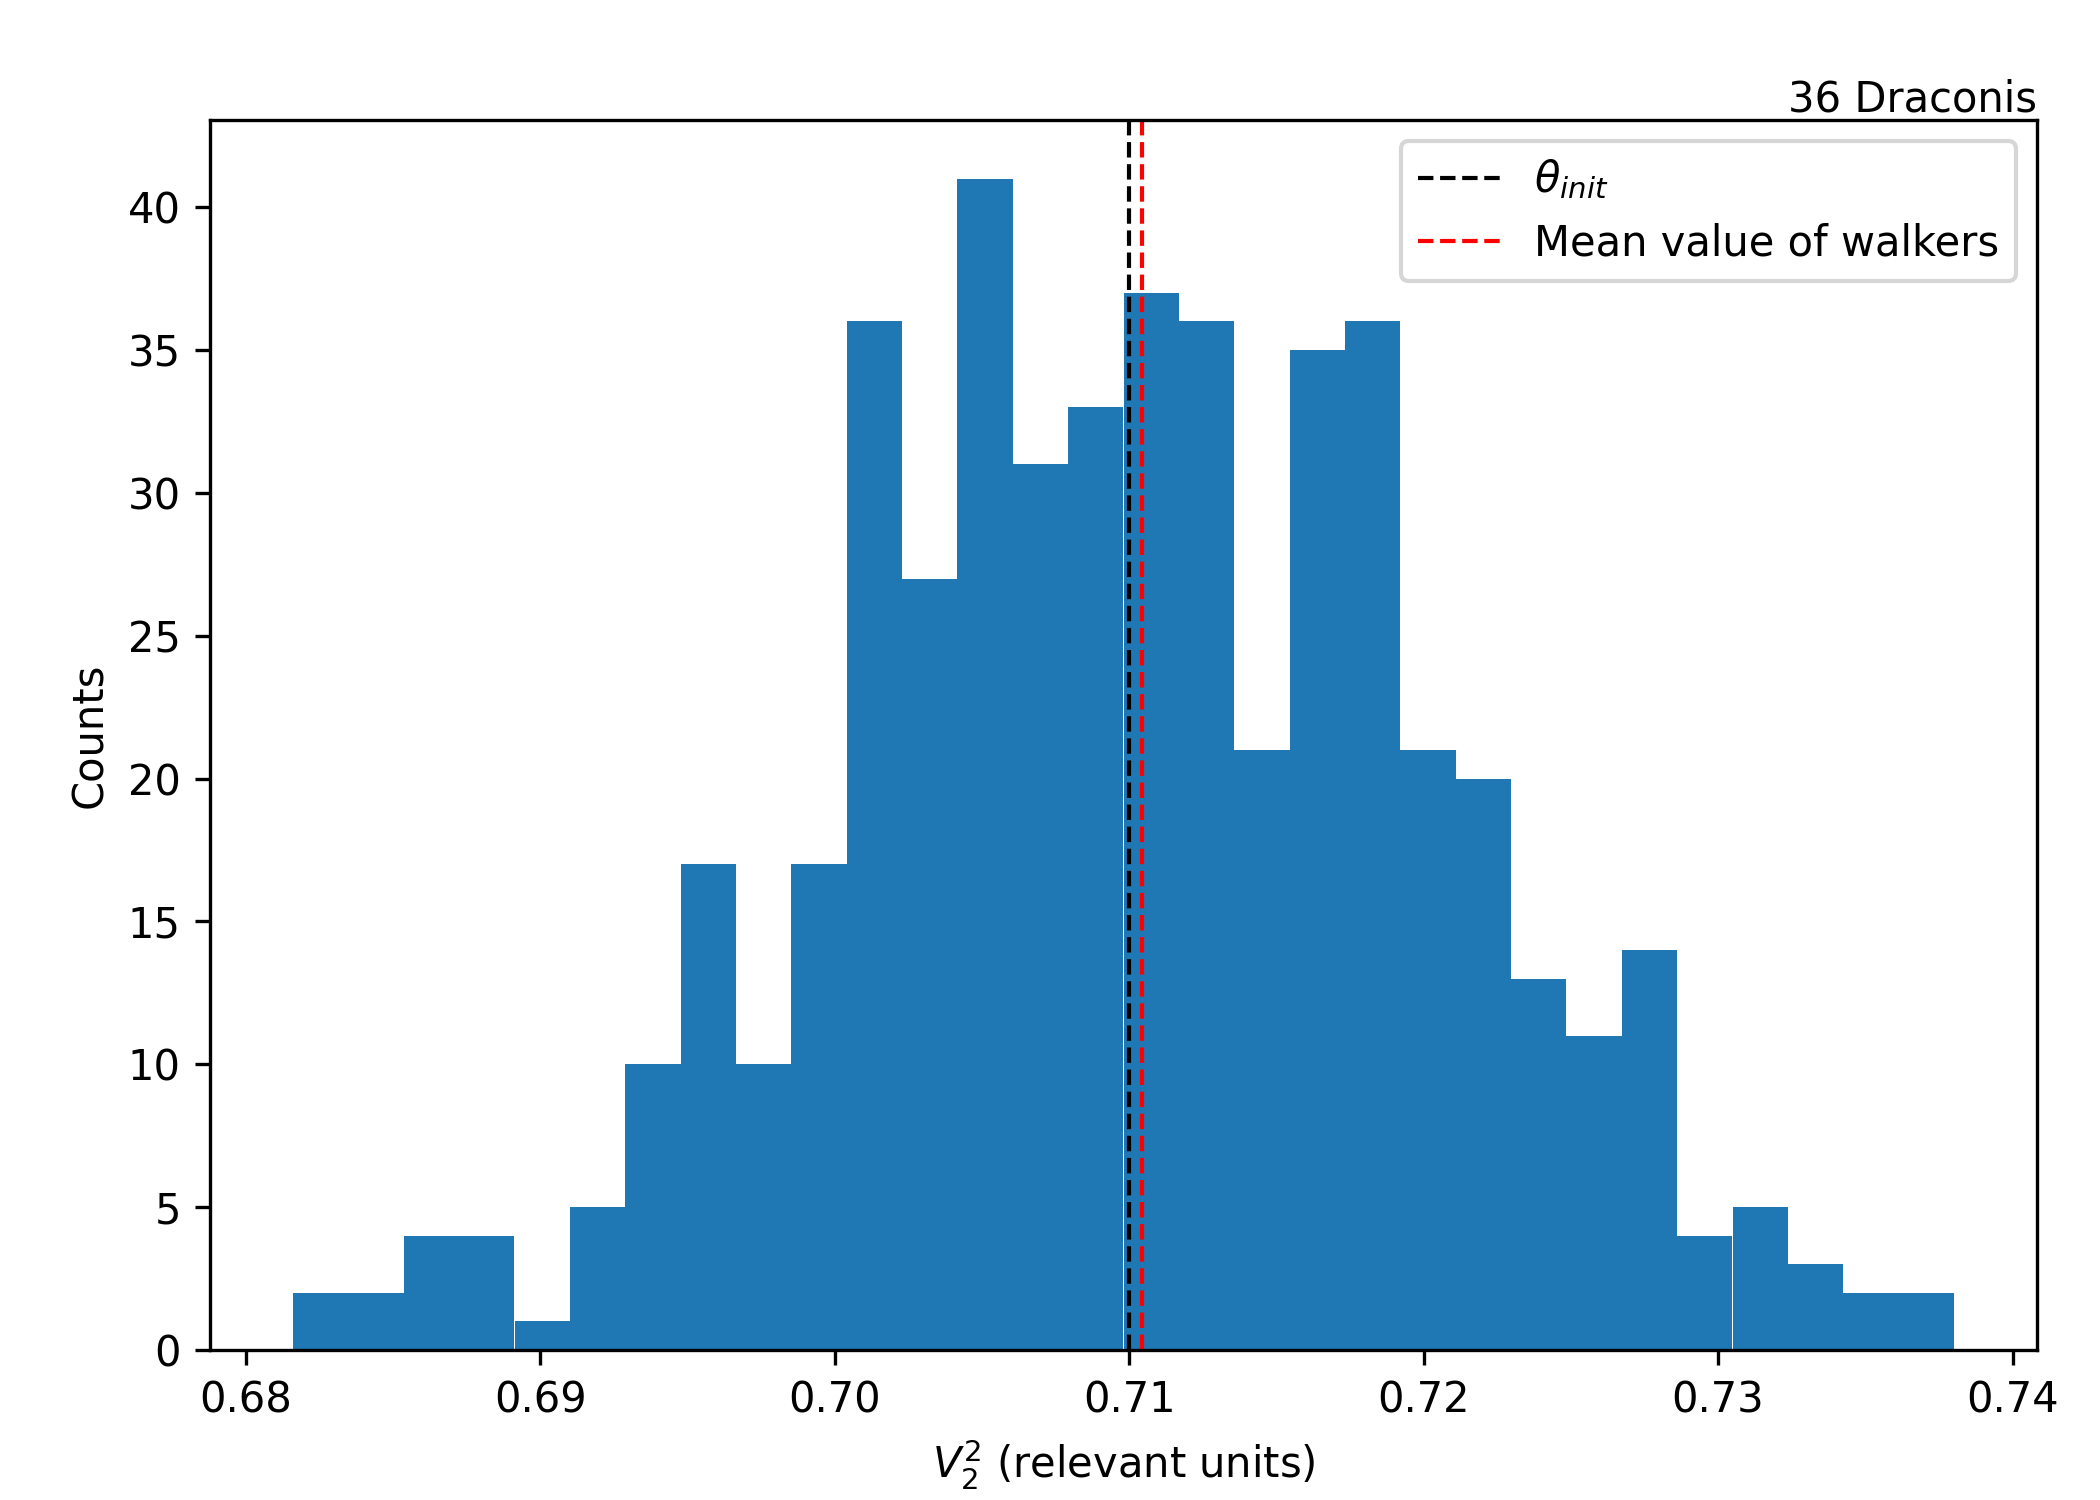 36 Draconis
θinit
Mean value of walkers
40
35
30
25
20
15
10
5
0
Counts
0.68 0.69 0.70 0.71 0.72 0.73 0.74
V₂² (relevant units)